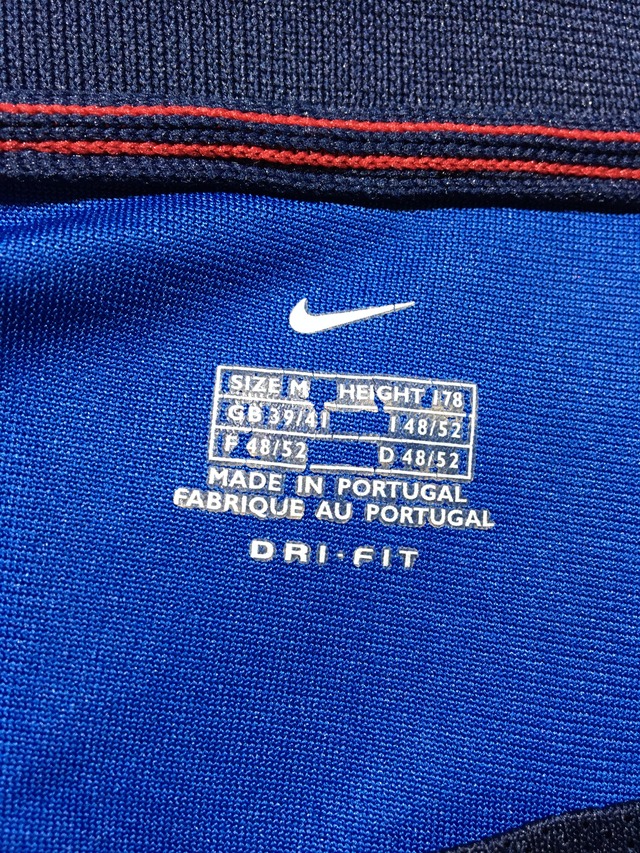 SIZE M HEIGHT 178
GB 39/41 I 48/52
F 48/52 D 48/52
MADE IN PORTUGAL
FABRIQUE AU PORTUGAL
DRI-FIT